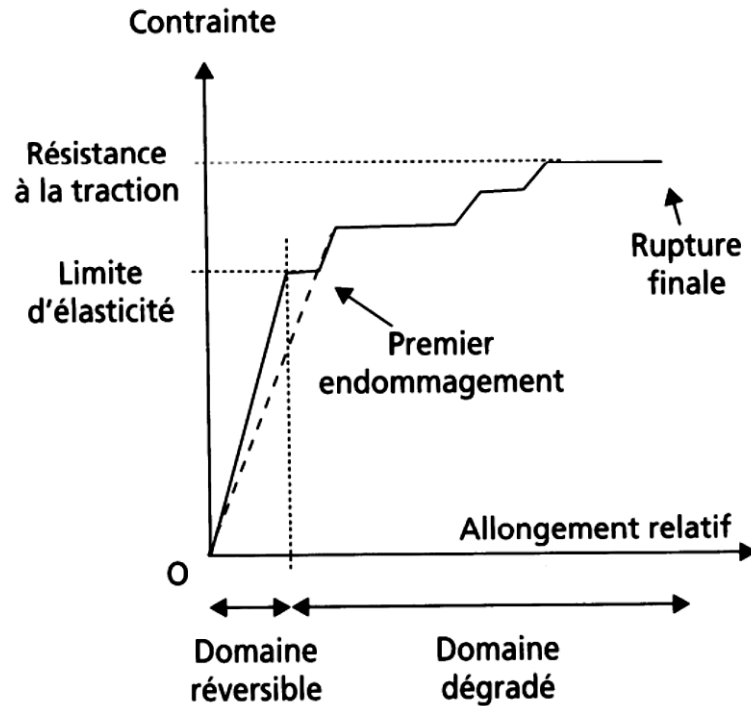 Contrainte
Résistance
à la traction
Limite
d'élasticité
Rupture
finale
Premier
endommagement
Allongement relatif
O
Domaine
réversible
Domaine
dégradé